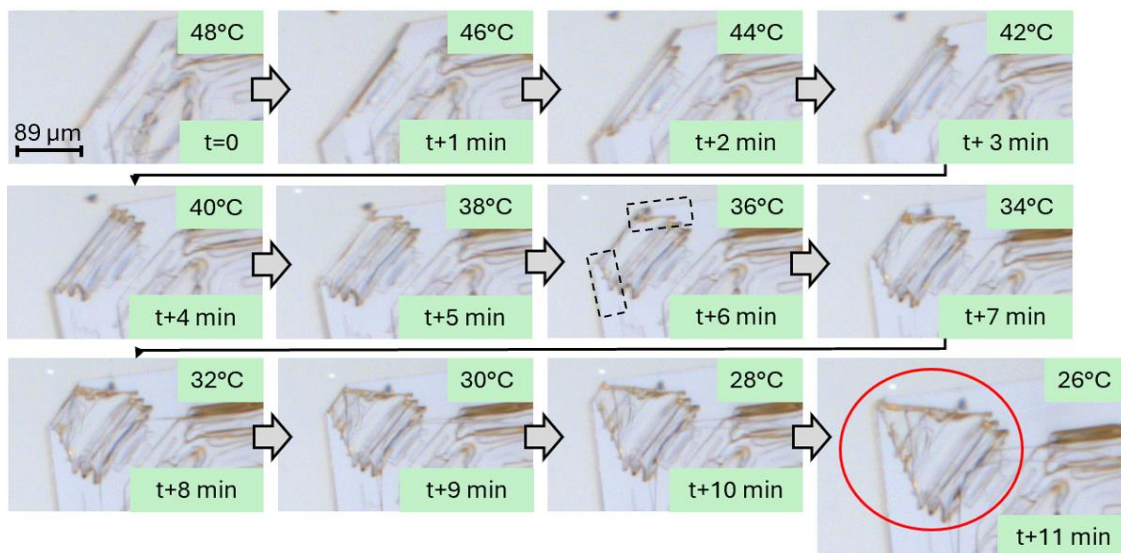 48°C
46°C
44°C
42°C
89 µm
t=0
t+1 min
t+2 min
t+ 3 min
40°C
38°C
36°C
34°C
t+4 min
t+5 min
t+6 min
t+7 min
32°C
30°C
28°C
26°C
t+8 min
t+9 min
t+10 min
t+11 min